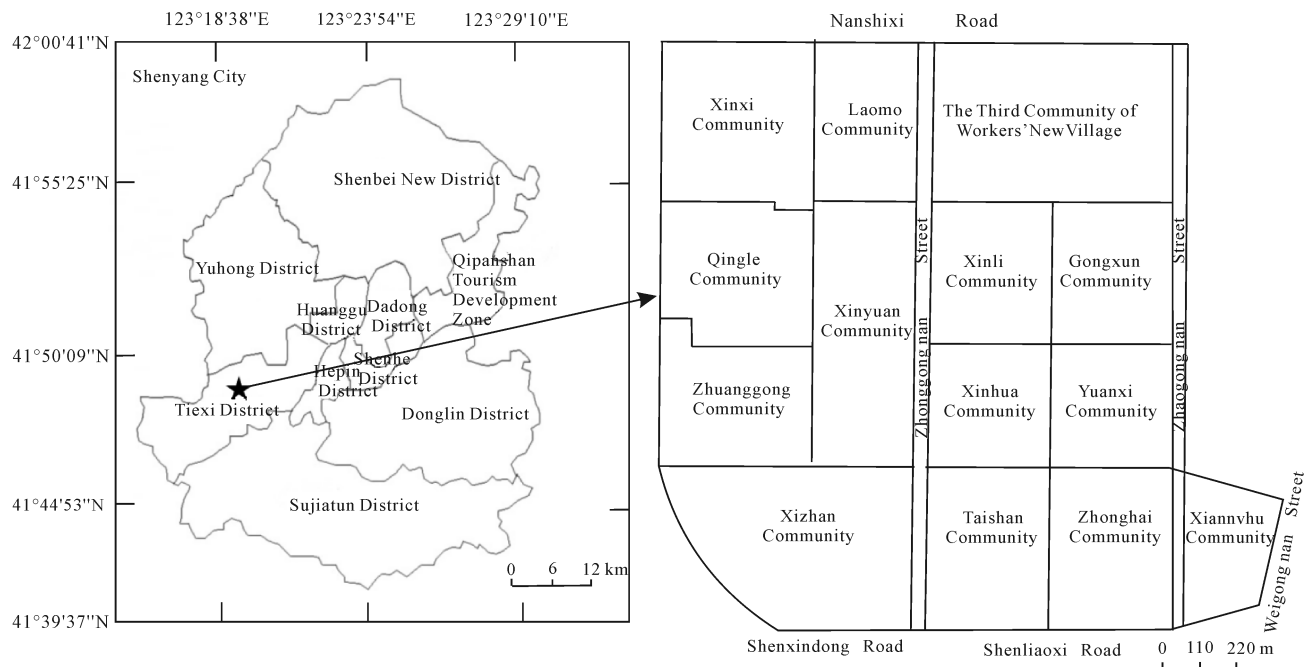 123°18'38"E
123°23'54"E
123°29'10"E
42°00'41"N
41°55'25"N
41°50'09"N
41°44'53"N
41°39'37"N
Shenyang City
Shenbei New District
Yuhong District
Qipanshan
Tourism
Development
Zone
Huanggu
District
Dadong
District
Shenhe
District
Hepin
District
Tiexi District
Donglin District
Sujiatun District
0 6 12 km
Nanshixi Road
Xinxi
Community
Laomo
Community
The Third Community of
Workers'New Village
Qingle
Community
Xinyuan
Community
Zhonggong nan Street
Xinli
Community
Gongxun
Community
Zhaogong nan Street
Zhuanggong
Community
Xinhua
Community
Yuanxi
Community
Xizhan
Community
Taishan
Community
Zhonghai
Community
Xiannvhu
Community
Weigong nan Street
Shenxindong Road
Shenliaoxi Road
0 110 220 m